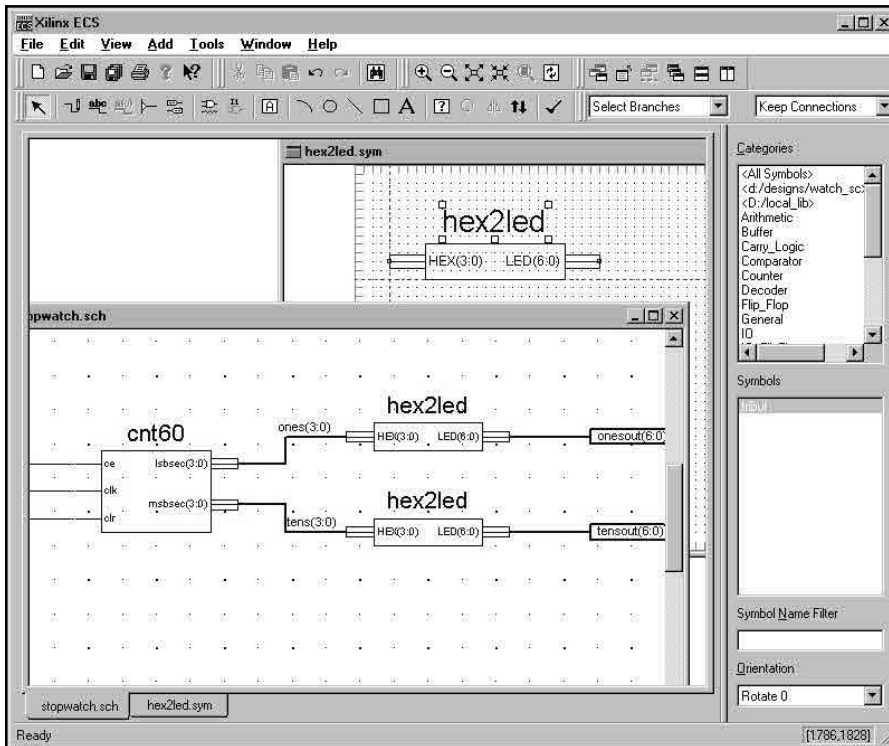 Xilinx ECS
File Edit View Add Tools Window Help
Select Branches
Keep Connections
hex2led.sym
hex2led
HEX(3:0) LED(6:0)
stopwatch.sch
hex2led
ones(3:0)
HEX(3:0) LED(6:0)
onesout(6:0)
cnt60
ce
lsbsec(3:0)
clk
msbsec(3:0)
clr
hex2led
tens(3:0)
HEX(3:0) LED(6:0)
tensout(6:0)
stopwatch.sch
hex2led.sym
Categories
<All Symbols>
<d:/designs/watch_sc>
<D:/local_lib>
Arithmetic
Buffer
Carry_Logic
Comparator
Counter
Decoder
Flip_Flop
General
IO
Symbols
Symbol Name Filter
Orientation
Rotate 0
Ready
[1786,1828]